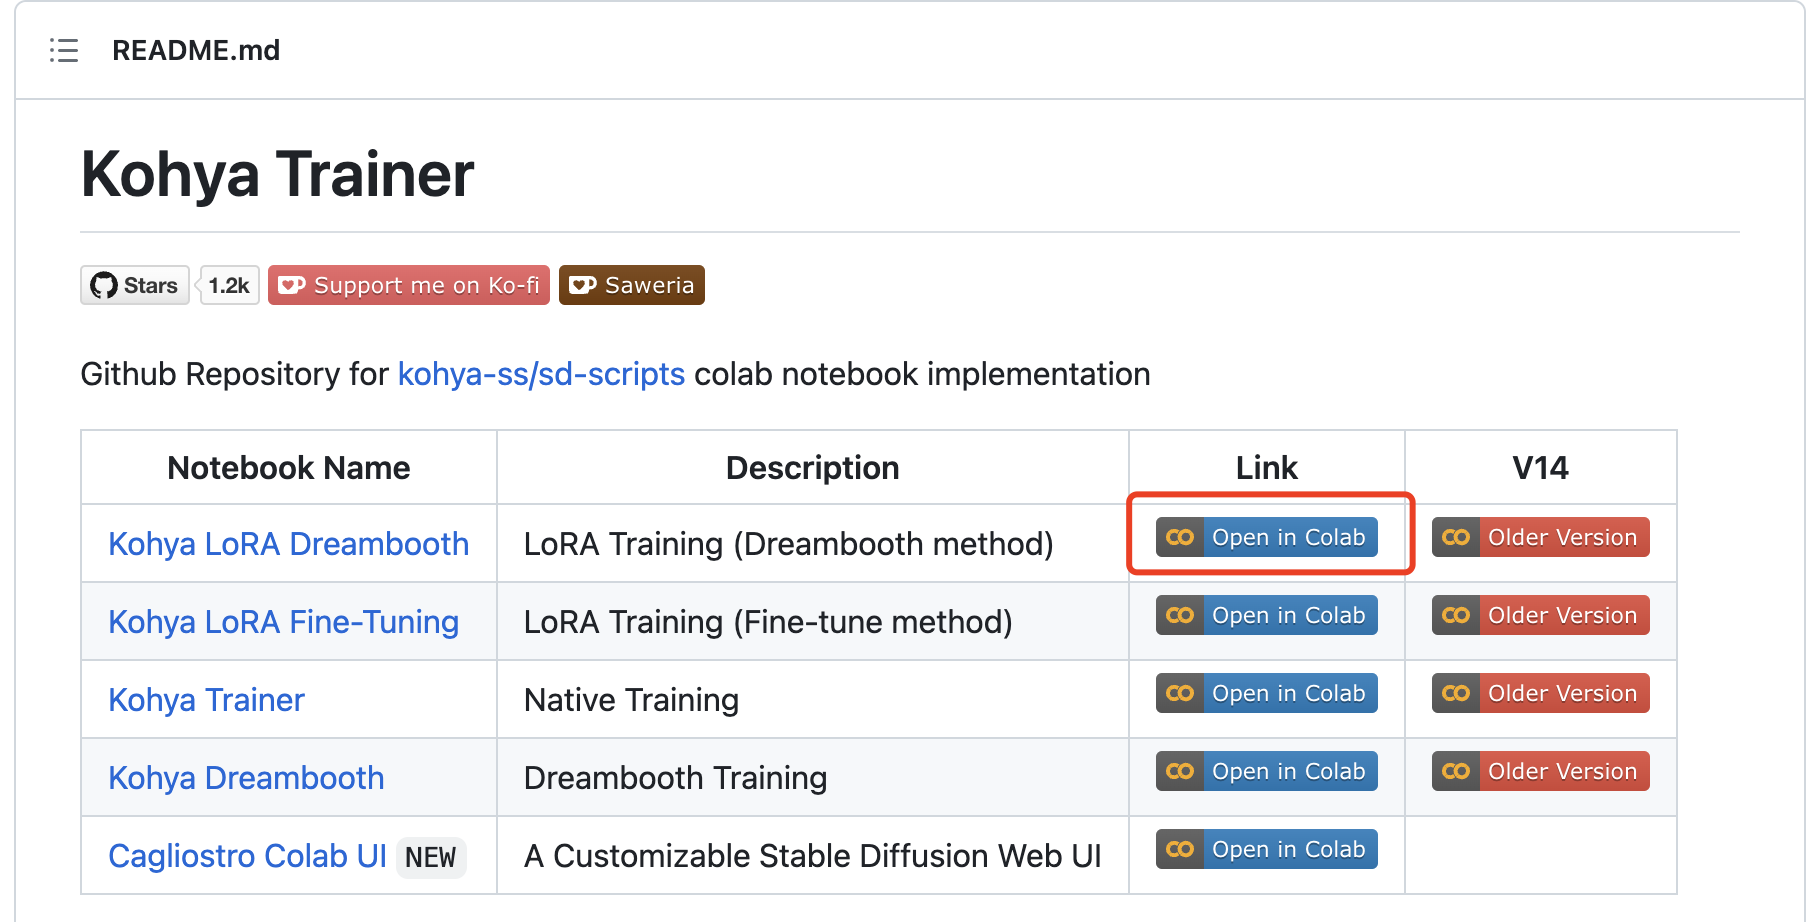 README.md
Kohya Trainer
Stars 1.2k Support me on Ko-fi Saweria
Github Repository for kohya-ss/sd-scripts colab notebook implementation
Notebook Name Description Link V14
Kohya LoRA Dreambooth LoRA Training (Dreambooth method) Open in Colab Older Version
Kohya LoRA Fine-Tuning LoRA Training (Fine-tune method) Open in Colab Older Version
Kohya Trainer Native Training Open in Colab Older Version
Kohya Dreambooth Dreambooth Training Open in Colab Older Version
Cagliostro Colab UI NEW A Customizable Stable Diffusion Web UI Open in Colab